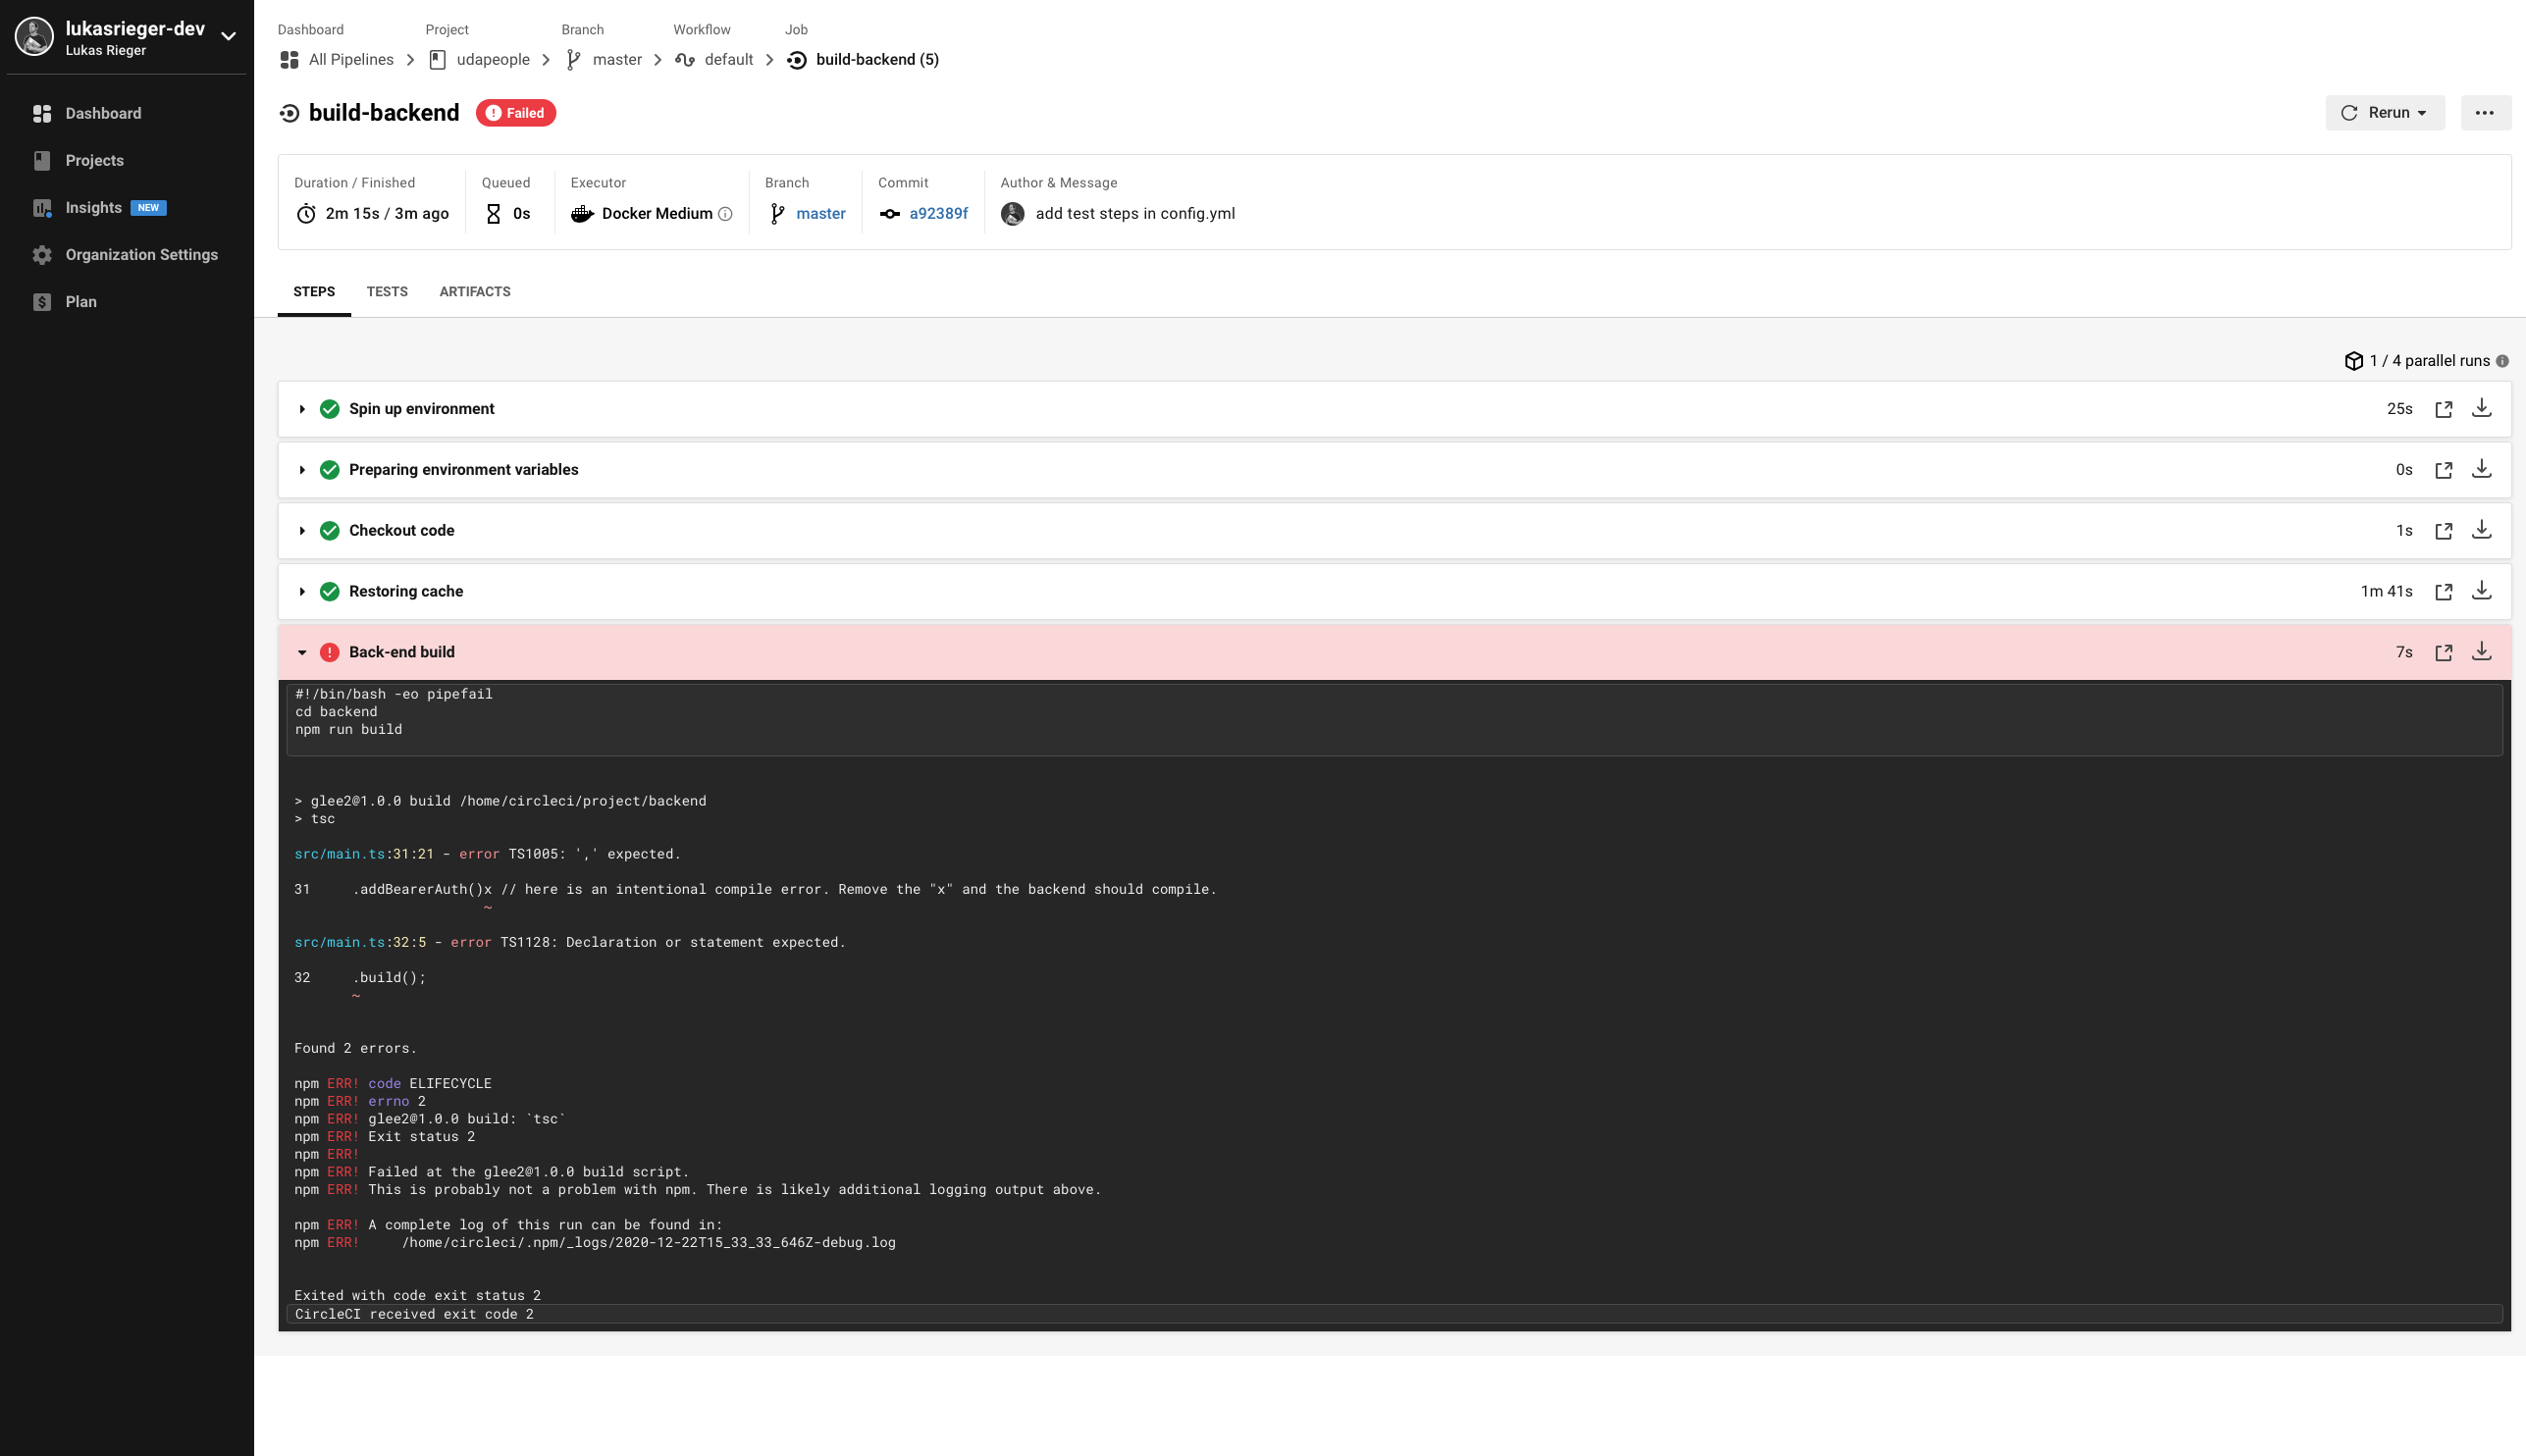 lukasrieger-dev
Lukas Rieger
Dashboard
Projects
Insights NEW
Organization Settings
Plan
Dashboard Project Branch Workflow Job
All Pipelines udapeople master default build-backend (5)
build-backend Failed Rerun
Duration / Finished Queued Executor Branch Commit Author & Message
2m 15s / 3m ago 0s Docker Medium master a92389f add test steps in config.yml
STEPS TESTS ARTIFACTS
1 / 4 parallel runs
Spin up environment 25s
Preparing environment variables 0s
Checkout code 1s
Restoring cache 1m 41s
Back-end build 7s
#!/bin/bash -eo pipefail
cd backend
npm run build
> glee2@1.0.0 build /home/circleci/project/backend
> tsc
src/main.ts:31:21 - error TS1005: ',' expected.
31     .addBearerAuth()x // here is an intentional compile error. Remove the "x" and the backend should compile.
~
src/main.ts:32:5 - error TS1128: Declaration or statement expected.
32     .build();
~
Found 2 errors.
npm ERR! code ELIFECYCLE
npm ERR! errno 2
npm ERR! glee2@1.0.0 build: `tsc`
npm ERR! Exit status 2
npm ERR!
npm ERR! Failed at the glee2@1.0.0 build script.
npm ERR! This is probably not a problem with npm. There is likely additional logging output above.
npm ERR! A complete log of this run can be found in:
npm ERR!     /home/circleci/.npm/_logs/2020-12-22T15_33_33_646Z-debug.log
Exited with code exit status 2
CircleCI received exit code 2